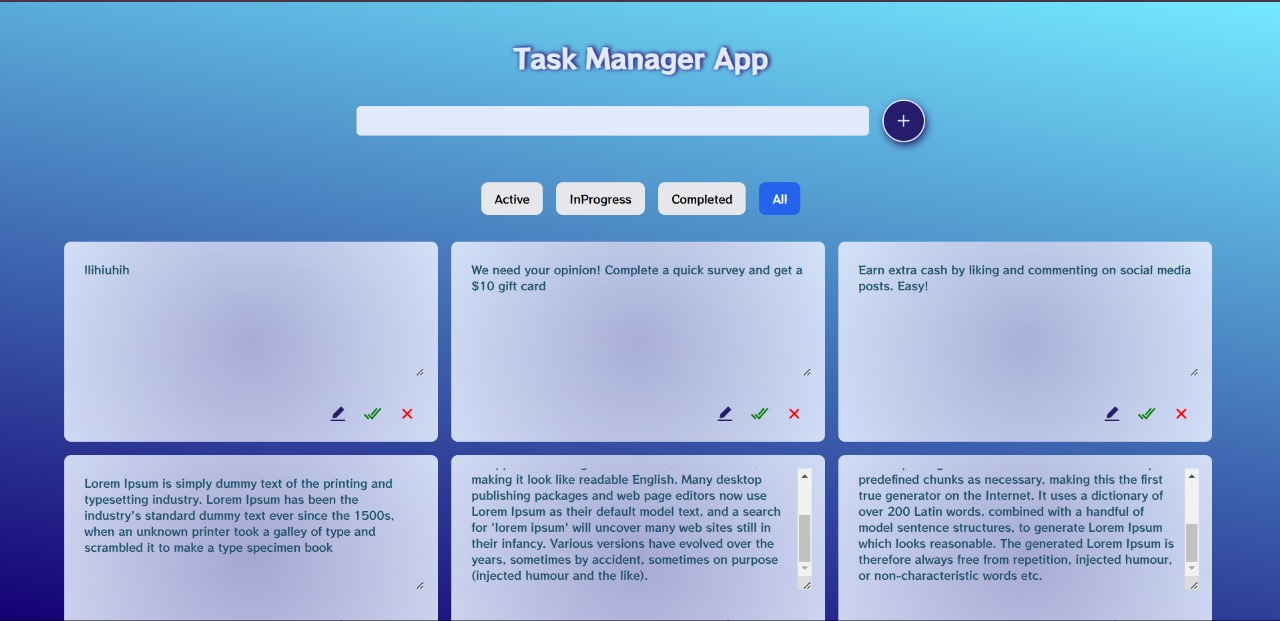 Task Manager App
+
Active InProgress Completed All
llihiuhih
We need your opinion! Complete a quick survey and get a
$10 gift card
Earn extra cash by liking and commenting on social media
posts. Easy!
Lorem Ipsum is simply dummy text of the printing and
typesetting industry. Lorem Ipsum has been the
industry's standard dummy text ever since the 1500s,
when an unknown printer took a galley of type and
scrambled it to make a type specimen book
making it look like readable English. Many desktop
publishing packages and web page editors now use
Lorem Ipsum as their default model text, and a search
for 'lorem ipsum' will uncover many web sites still in
their infancy. Various versions have evolved over the
years, sometimes by accident, sometimes on purpose
(injected humour and the like).
predefined chunks as necessary, making this the first
true generator on the Internet. It uses a dictionary of
over 200 Latin words, combined with a handful of
model sentence structures, to generate Lorem Ipsum
which looks reasonable. The generated Lorem Ipsum is
therefore always free from repetition, injected humour,
or non-characteristic words etc.